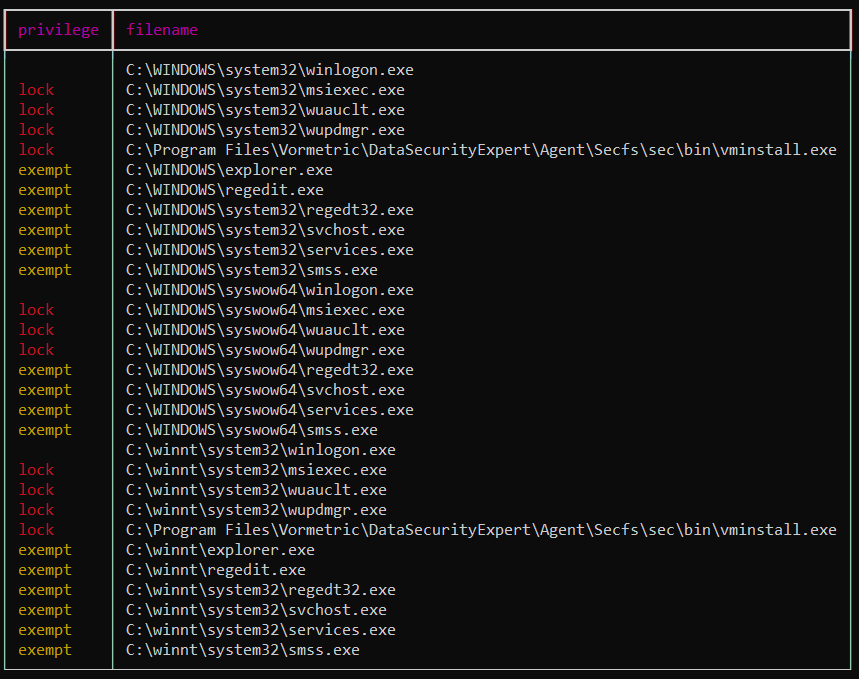 privilege filename
C:\WINDOWS\system32\winlogon.exe
lock C:\WINDOWS\system32\msiexec.exe
lock C:\WINDOWS\system32\wuauclt.exe
lock C:\WINDOWS\system32\wupdmgr.exe
lock C:\Program Files\Vormetric\DataSecurityExpert\Agent\Secfs\sec\bin\vminstall.exe
exempt C:\WINDOWS\explorer.exe
exempt C:\WINDOWS\regedit.exe
exempt C:\WINDOWS\system32\regedt32.exe
exempt C:\WINDOWS\system32\svchost.exe
exempt C:\WINDOWS\system32\services.exe
exempt C:\WINDOWS\system32\smss.exe
C:\WINDOWS\syswow64\winlogon.exe
lock C:\WINDOWS\syswow64\msiexec.exe
lock C:\WINDOWS\syswow64\wuauclt.exe
lock C:\WINDOWS\syswow64\wupdmgr.exe
exempt C:\WINDOWS\syswow64\regedt32.exe
exempt C:\WINDOWS\syswow64\svchost.exe
exempt C:\WINDOWS\syswow64\services.exe
exempt C:\WINDOWS\syswow64\smss.exe
C:\winnt\system32\winlogon.exe
lock C:\winnt\system32\msiexec.exe
lock C:\winnt\system32\wuauclt.exe
lock C:\winnt\system32\wupdmgr.exe
lock C:\Program Files\Vormetric\DataSecurityExpert\Agent\Secfs\sec\bin\vminstall.exe
exempt C:\winnt\explorer.exe
exempt C:\winnt\regedit.exe
exempt C:\winnt\system32\regedt32.exe
exempt C:\winnt\system32\svchost.exe
exempt C:\winnt\system32\services.exe
exempt C:\winnt\system32\smss.exe